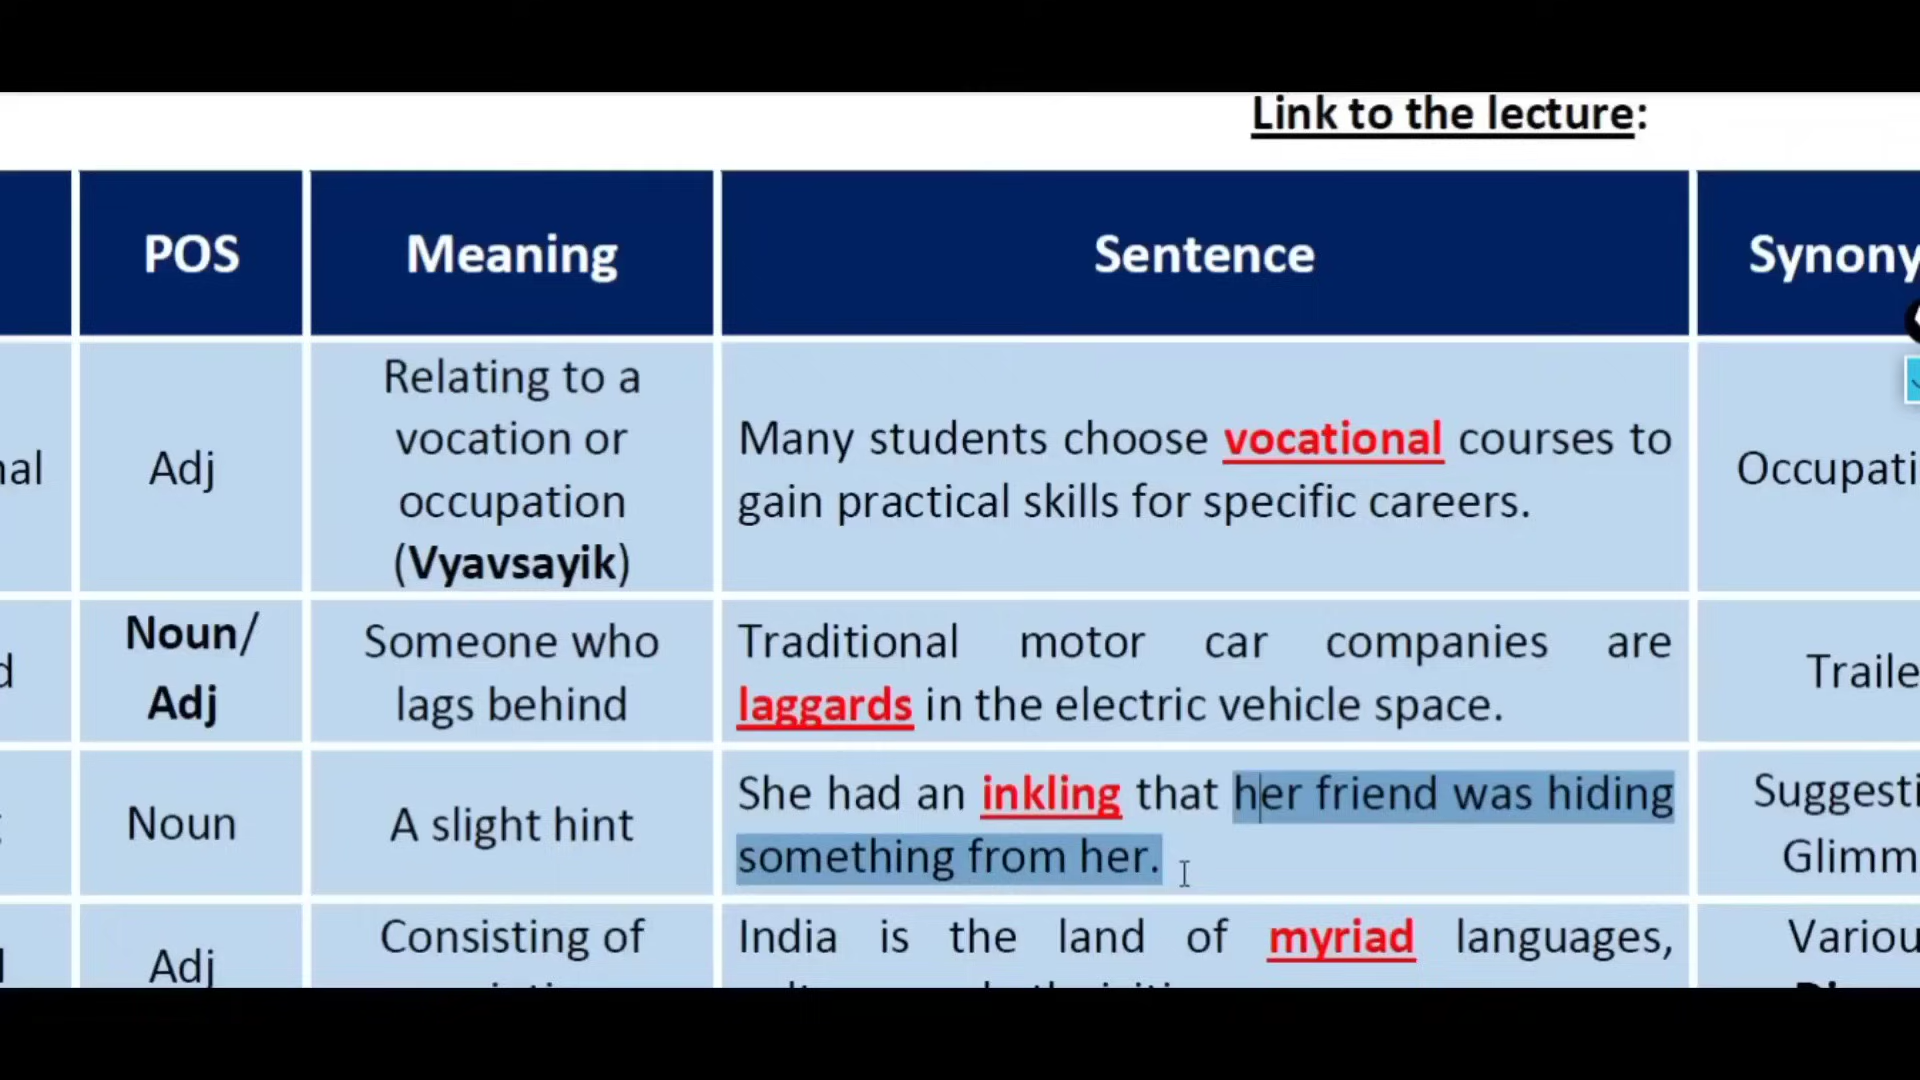 Link to the lecture:
POS Meaning Sentence Synony
nal Adj Relating to a
vocation or
occupation
(Vyavsayik)
Many students choose vocational courses to
gain practical skills for specific careers.
Occupati
d Noun/
Adj
Someone who
lags behind
Traditional motor car companies are
laggards in the electric vehicle space.
Traile
Noun
A slight hint
She had an inkling that her friend was hiding
something from her.
Suggesti
Glimm
Adj
Consisting of
India is the land of myriad languages,
Variou